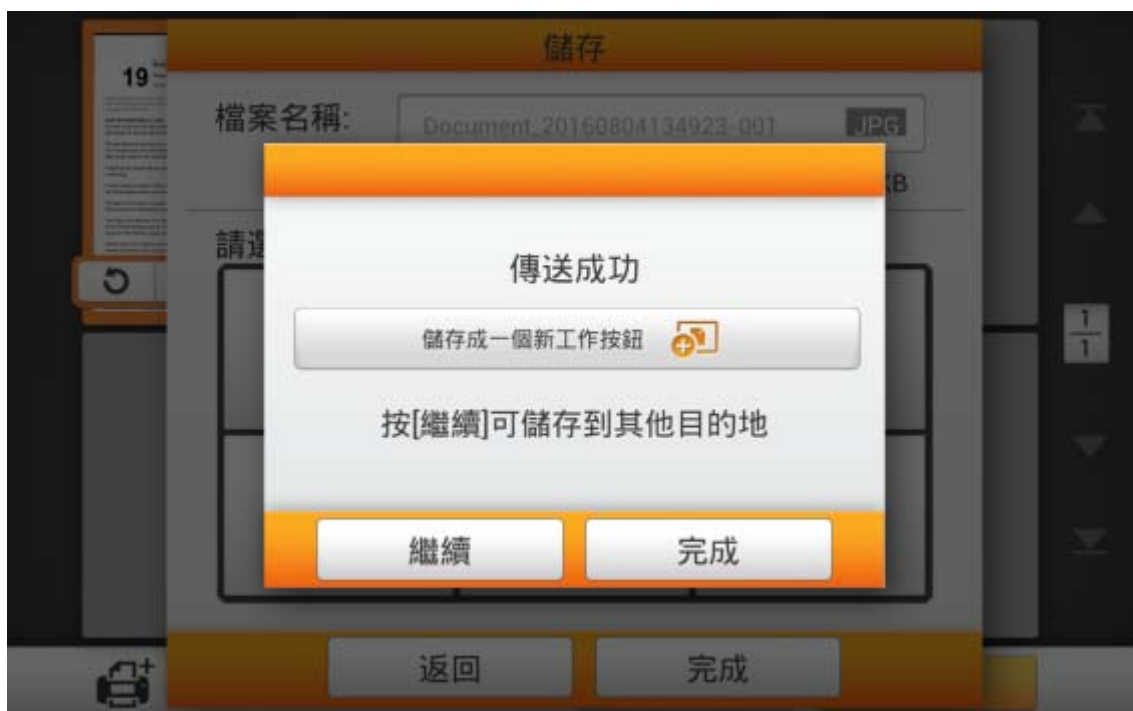 儲存
19
檔案名稱: Document_20160804134923-001 JPG
KB
請選
傳送成功
儲存成一個新工作按鈕
按[繼續]可儲存到其他目的地
1
1
繼續 完成
返回 完成